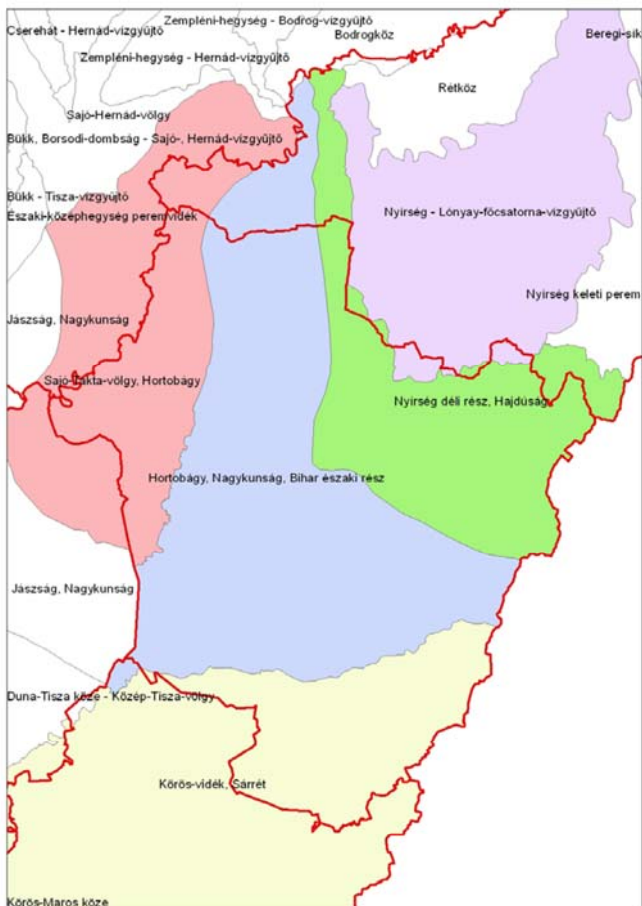 Zempléni-hegység - Bodrog-vízgyűjtő
Cserehát - Hernád-vízgyűjtő
Bodrogköz
Beregi-sík
Zempléni-hegység - Hernád-vízgyűjtő
Rétköz
Sajó-Hernád-völgy
Bükk, Borsodi-dombság - Sajó-, Hernád-vízgyűjtő
Bükk - Tisza-vízgyűjtő
Északi-középhegység peremvidék
Nyírség - Lónyay-főcsatorna-vízgyűjtő
Nyírség keleti perem
Jászság, Nagykunság
Sajó-Takta-völgy, Hortobágy
Nyírség déli rész, Hajdúság
Hortobágy, Nagykunság, Bihar északi rész
Jászság, Nagykunság
Duna-Tisza köze - Közép-Tisza-völgy
Körös-vidék, Sárrét
Körös-Maros köze